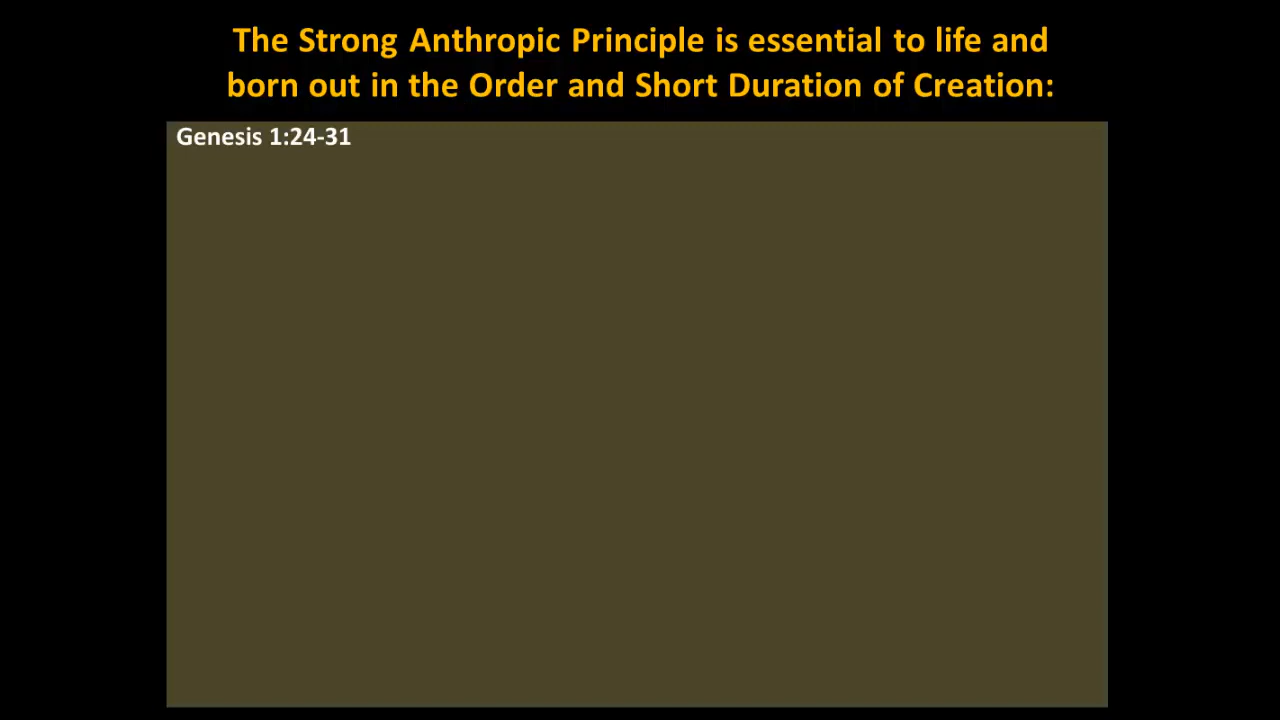 The Strong Anthropic Principle is essential to life and
born out in the Order and Short Duration of Creation:
Genesis 1:24-31